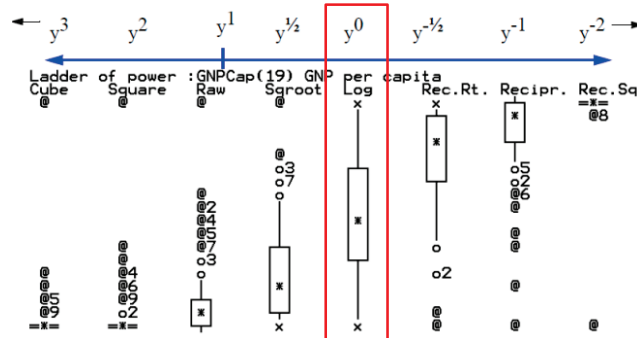 y³ y² y¹ y½ y⁰ y⁻½ y⁻¹ y⁻²
Ladder of power :GNPCap(19) GNP per capita
Cube Square Raw Sqroot Log Rec.Rt. Recipr. Rec.Sq
@ @ @ @ × × × =*=
@8
@ o3 o5
o7 o2
@ o @6
@2 @
@4
@5 @
@ @7 o @
@ @ o3
@ @4 o o2
@ @6 @
@5 @9
@9 o2 @
=*= =*= × × @ @ @